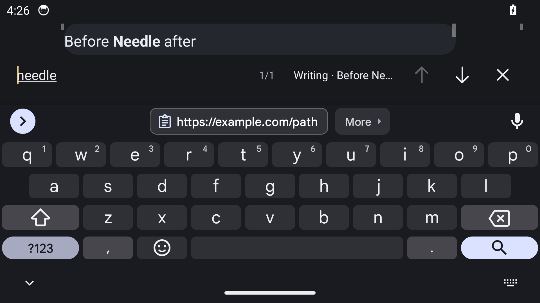 4:26
Before Needle after
needle
1/1
Writing · Before Ne...
https://example.com/path
More
q 1 w 2 e 3 r 4 t 5 y 6 u 7 i 8 o 9 p 0
a s d f g h j k l
z x c v b n m
?123 , .